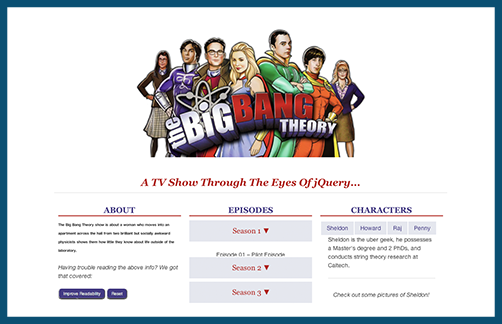 the BIG BANG THEORY
A TV Show Through The Eyes Of jQuery...
ABOUT
The Big Bang Theory show is about a woman who moves into an
apartment across the hall from two brilliant but socially awkward
physicists shows them how little they know about life outside of the
laboratory.
Having trouble reading the above info? We got
that covered:
Improve Readability Reset
EPISODES
Season 1 ▼
Episode 01 – Pilot Episode
Season 2 ▼
Season 3 ▼
CHARACTERS
Sheldon Howard Raj Penny
Sheldon is the uber geek, he possesses
a Master's degree and 2 PhDs, and
conducts string theory research at
Caltech.
Check out some pictures of Sheldon!